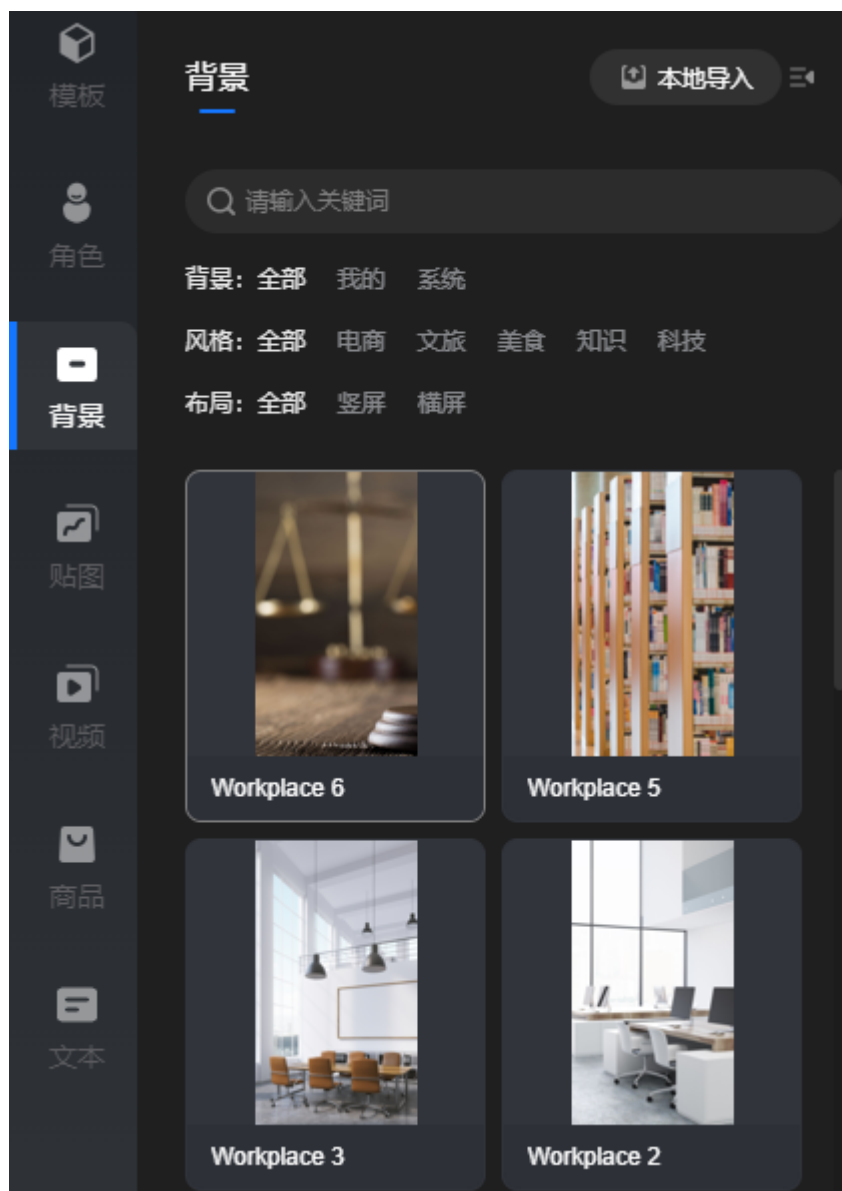 模板
角色
背景
贴图
视频
商品
文本
背景
本地导入
请输入关键词
背景：全部 我的 系统
风格：全部 电商 文旅 美食 知识 科技
布局：全部 竖屏 横屏
Workplace 6
Workplace 5
Workplace 3
Workplace 2